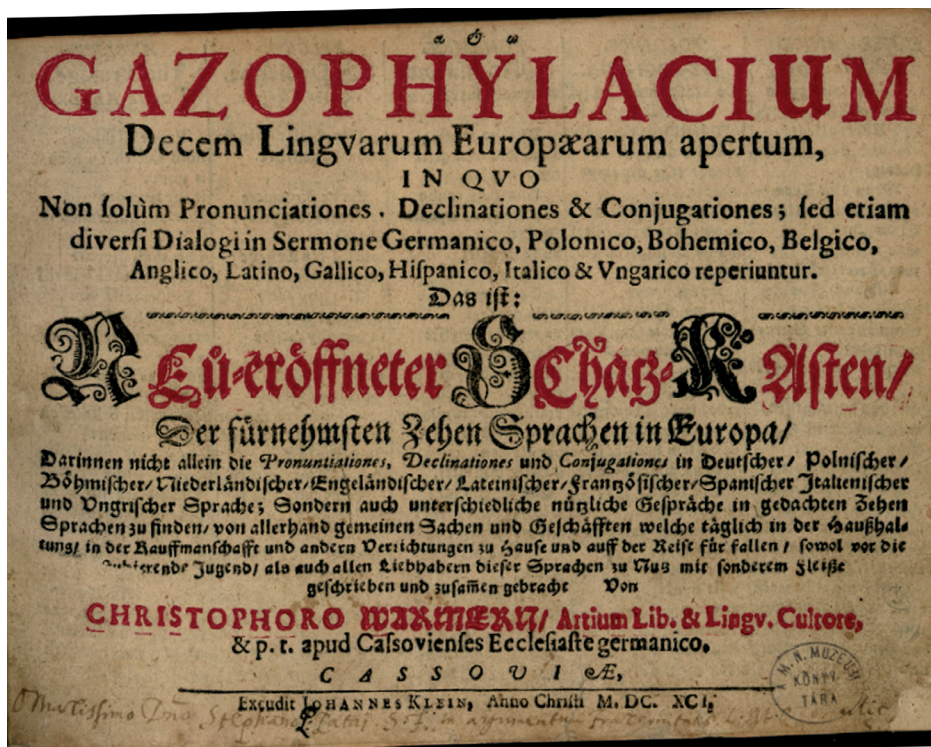 α & ω
GAZOPHYLACIUM
Decem Lingvarum Europæarum apertum,
IN QVO
Non ſolùm Pronunciationes, Declinationes & Conjugationes; ſed etiam
diverſi Dialogi in Sermone Germanico, Polonico, Bohemico, Belgico,
Anglico, Latino, Gallico, Hiſpanico, Italico & Vngarico reperiuntur.
Das iſt:
NEů-eröffneter SChatz-KAſten/
Der fürnehmſten Zehen Sprachen in Europa/
Darinnen nicht allein die Pronuntiationes, Declinationes und Conjugationes in Deutſcher/ Polniſcher/
Böhmiſcher/ Niederländiſcher/ Engeländiſcher/ Lateiniſcher/ Frantzöſiſcher/ Spaniſcher Italieniſcher
und Vngriſcher Sprache; Sondern auch unterſchiedliche nützliche Geſpräche in gedachten Zehen
Sprachen zu finden/ von allerhand gemeinen Sachen und Geſchäfften welche täglich in der Haußhal-
tung/ in der Kauffmanſchafft und andern Verrichtungen zu Hauſe und auff der Reiſe für fallen/ ſowol vor die
Jugend/ als auch allen Liebhabern dieſer Sprachen zu Nutz mit ſonderem Fleiße
geſchrieben und zuſam̃en gebracht Von
CHRISTOPHORO WARMERN/ Artium Lib. & Lingv. Cultore,
& p. t. apud Caſſovienſes Eccleſiaſte germanico.
CASSOVIÆ,
Excudit JOHANNES KLEIN, Anno Chriſti M. DC. XCI.
M. N. MUZEUM
KÖNYV
TÁRA